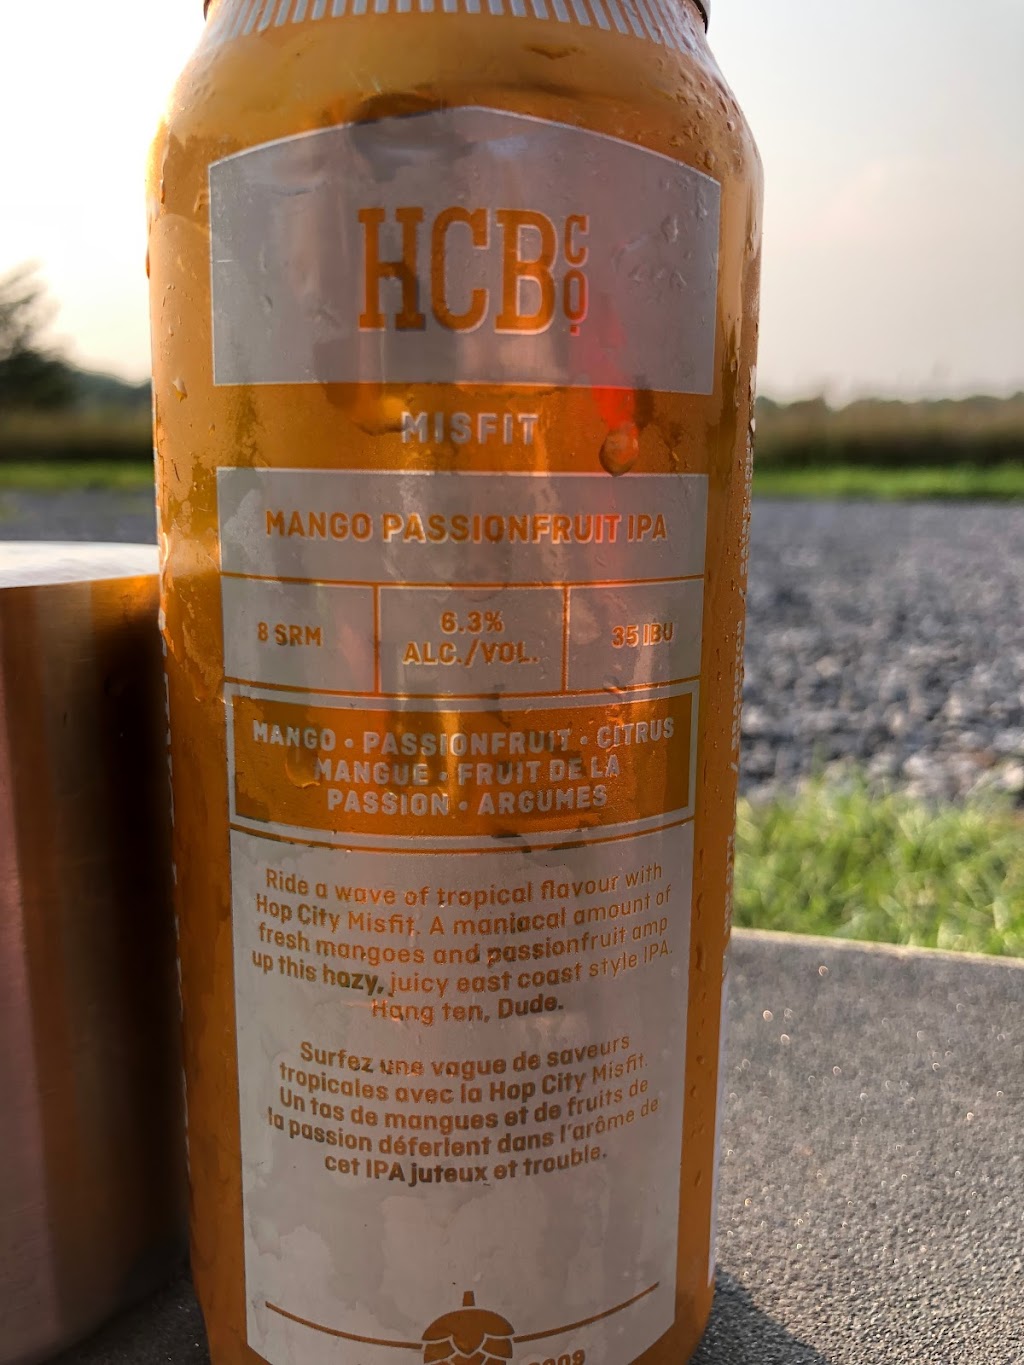 HCB CO.
MISFIT
MANGO PASSIONFRUIT IPA
8 SRM
6.3%
ALC./VOL.
35 IBU
MANGO • PASSIONFRUIT • CITRUS
MANGUE • FRUIT DE LA
PASSION • ARGUMES
Ride a wave of tropical flavour with
Hop City Misfit. A maniacal amount of
fresh mangoes and passionfruit amp
up this hazy, juicy east coast style IPA.
Hang ten, Dude.
Surfez une vague de saveurs
tropicales avec la Hop City Misfit.
Un tas de mangues et de fruits de
la passion déferlent dans l'arôme de
cet IPA juteux et trouble.
2009